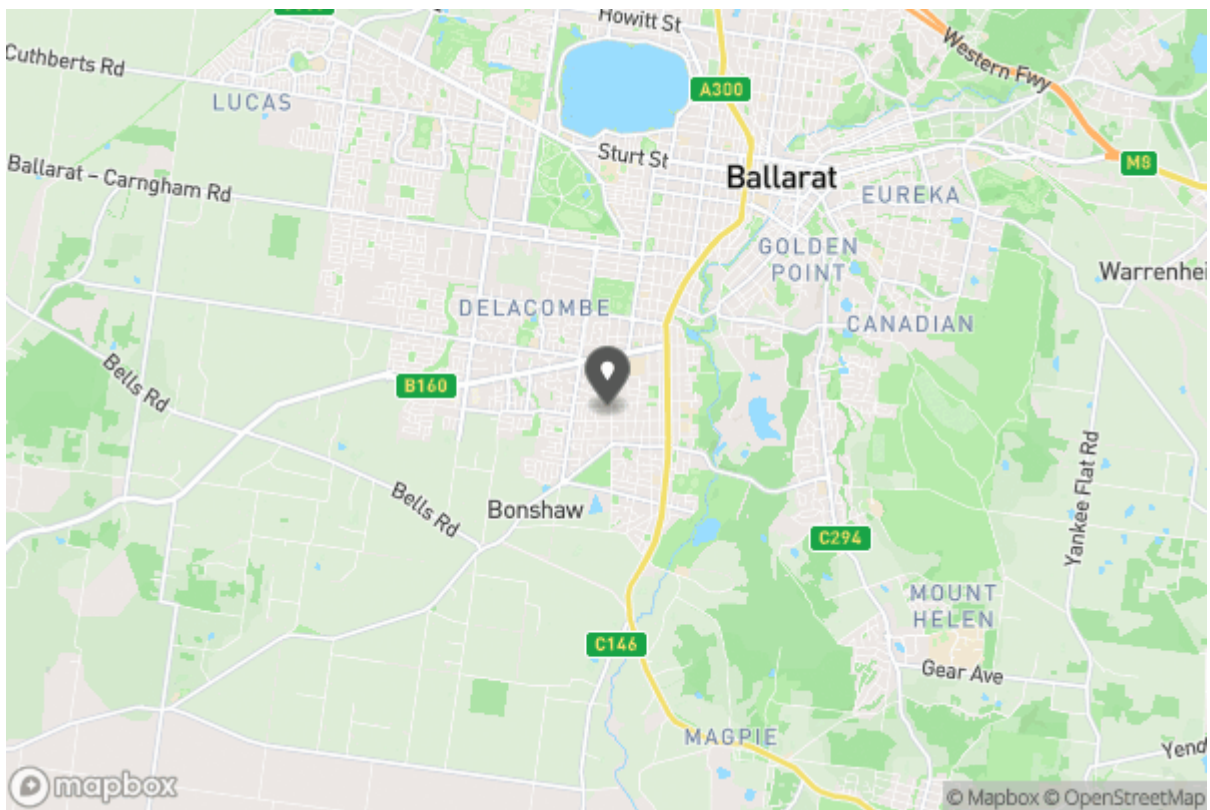 Howitt St
Western Fwy
Cuthberts Rd
LUCAS
A300
Sturt St
M8
Ballarat – Carngham Rd
Ballarat
EUREKA
GOLDEN
POINT
Warrenhei
DELACOMBE
CANADIAN
Bells Rd
B160
Yankee Flat Rd
Bells Rd
Bonshaw
C294
MOUNT
HELEN
C146
Gear Ave
MAGPIE
Yend
mapbox
© Mapbox © OpenStreetMap